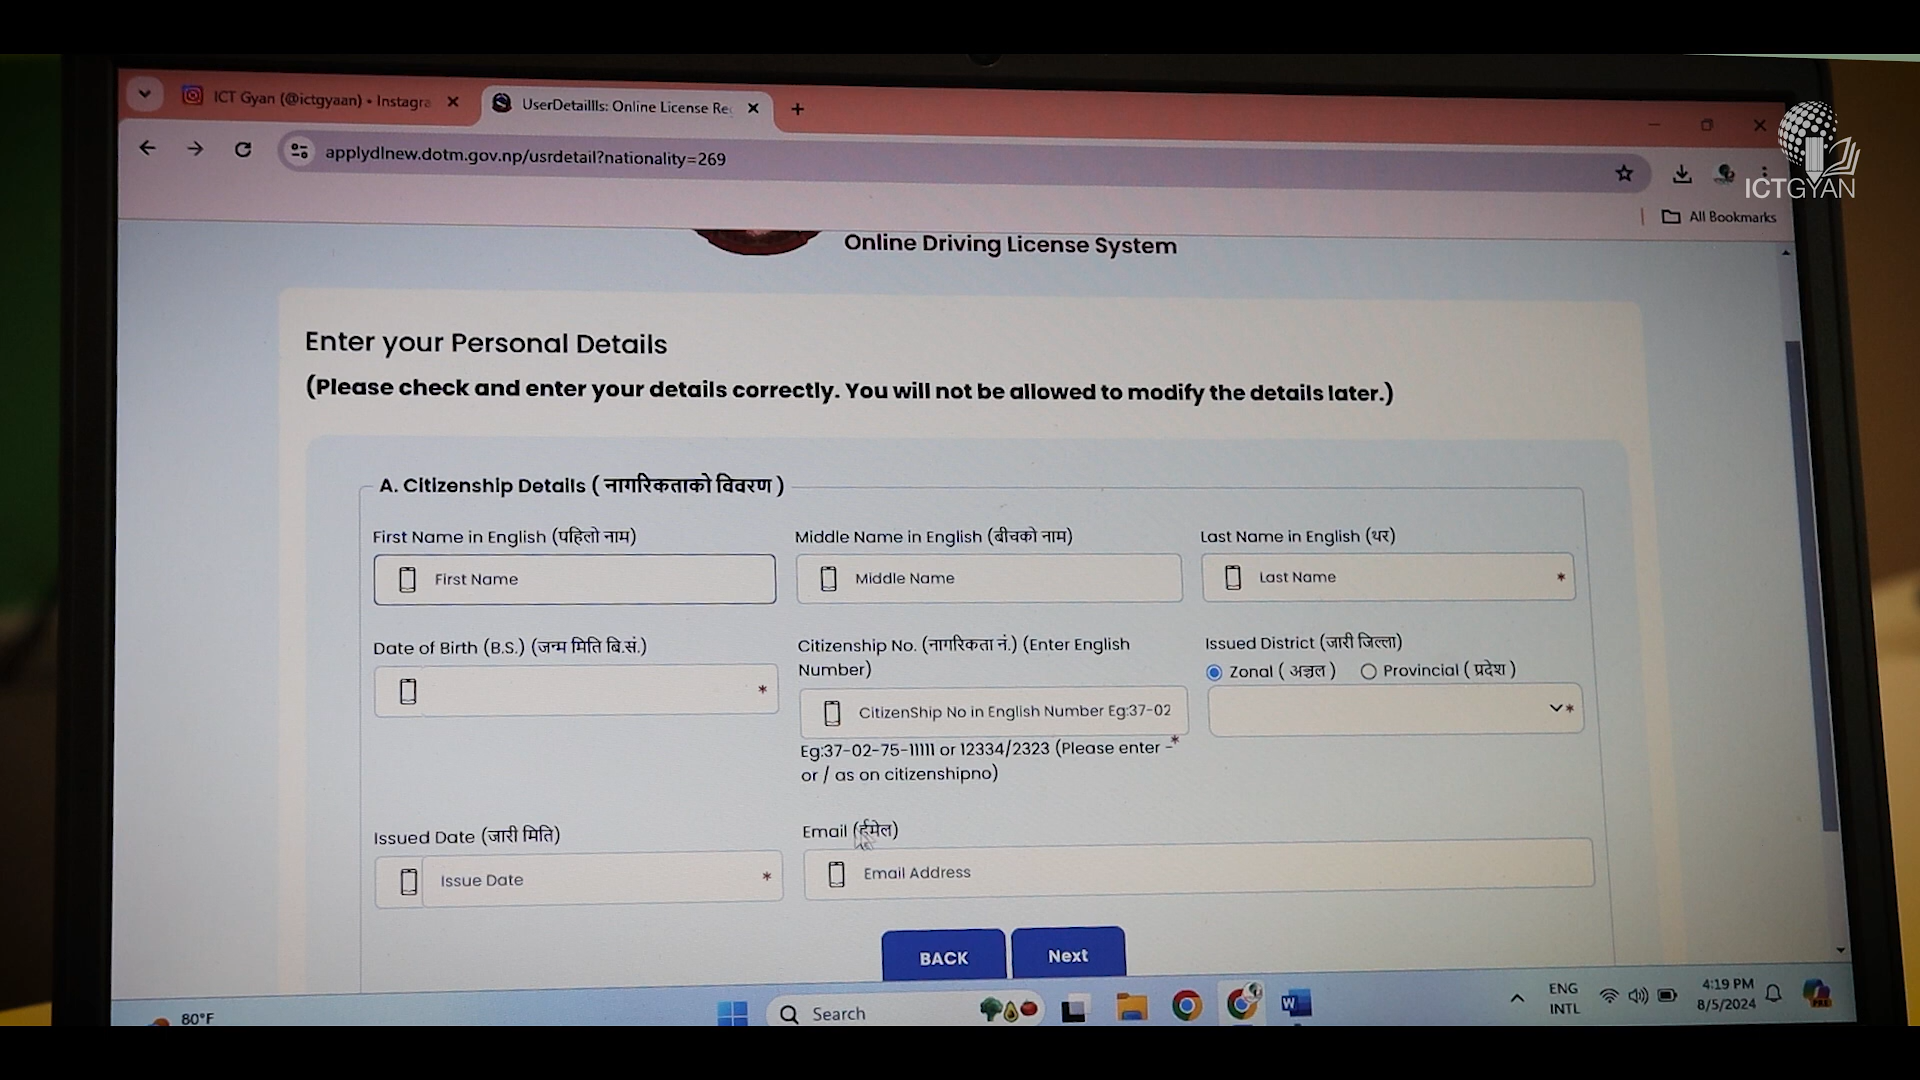 ICT Gyan (@ictgyaan) • Instagra
UserDetaillls: Online License Re
applydlnew.dotm.gov.np/usrdetail?nationality=269
ICTGYAN
All Bookmarks
Online Driving License System
Enter your Personal Details
(Please check and enter your details correctly. You will not be allowed to modify the details later.)
A. Citizenship Details ( नागरिकताको विवरण )
First Name in English (पहिलो नाम)
Middle Name in English (बीचको नाम)
Last Name in English (थर)
First Name
Middle Name
Last Name *
Date of Birth (B.S.) (जन्म मिति बि.सं.)
Citizenship No. (नागरिकता नं.) (Enter English
Number)
Issued District (जारी जिल्ला)
Zonal ( अञ्चल ) Provincial ( प्रदेश )
*
CitizenShip No in English Number Eg:37-02
*
Eg:37-02-75-11111 or 12334/2323 (Please enter -*
or / as on citizenshipno)
Issued Date (जारी मिति)
Email (ईमेल)
Issue Date *
Email Address
BACK
Next
80°F
Search
ENG
INTL
4:19 PM
8/5/2024